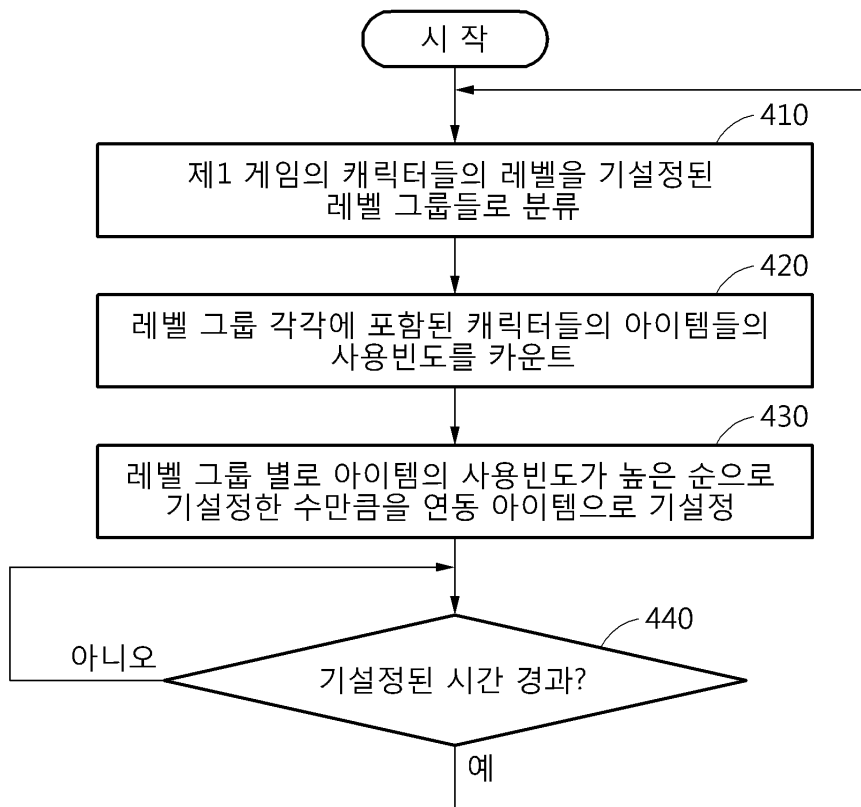 시 작
410
제1 게임의 캐릭터들의 레벨을 기설정된
레벨 그룹들로 분류
420
레벨 그룹 각각에 포함된 캐릭터들의 아이템들의
사용빈도를 카운트
430
레벨 그룹 별로 아이템의 사용빈도가 높은 순으로
기설정한 수만큼을 연동 아이템으로 기설정
440
아니오
기설정된 시간 경과?
예